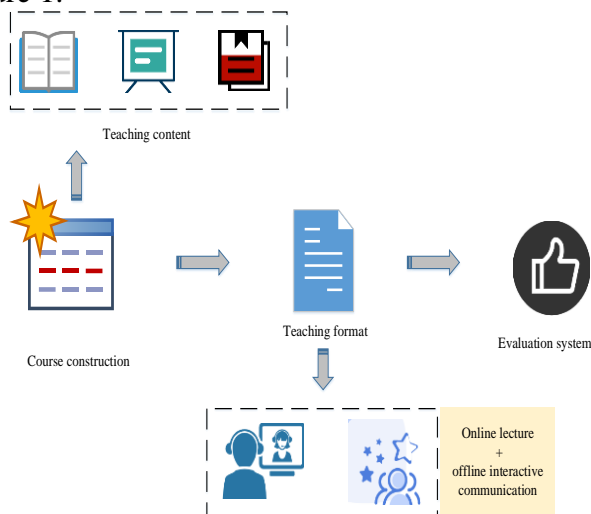 Teaching content
Teaching format
Evaluation system
Course construction
Online lecture
+
offline interactive
communication